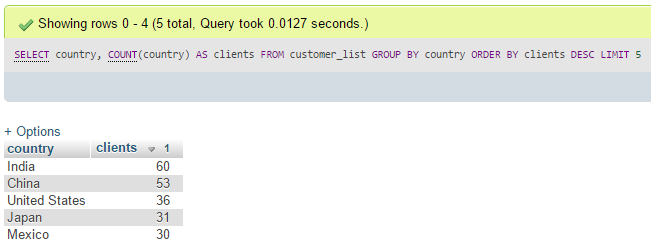 Showing rows 0 - 4 (5 total, Query took 0.0127 seconds.)
SELECT country, COUNT(country) AS clients FROM customer_list GROUP BY country ORDER BY clients DESC LIMIT 5
+ Options
country clients 1
India 60
China 53
United States 36
Japan 31
Mexico 30